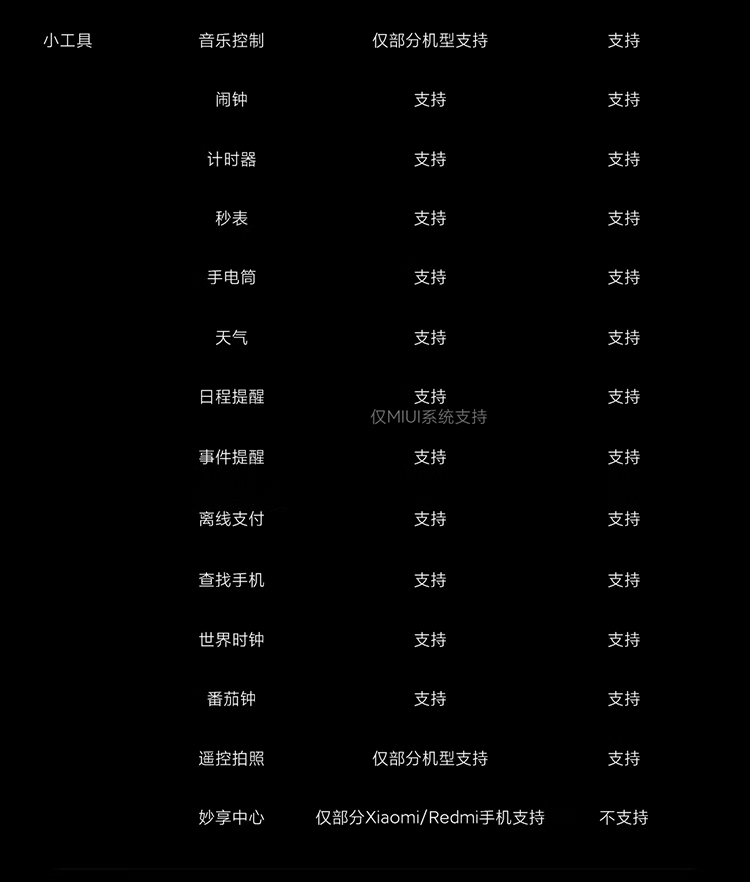 小工具 音乐控制 仅部分机型支持 支持
闹钟 支持 支持
计时器 支持 支持
秒表 支持 支持
手电筒 支持 支持
天气 支持 支持
日程提醒 支持 支持
仅MIUI系统支持
事件提醒 支持 支持
离线支付 支持 支持
查找手机 支持 支持
世界时钟 支持 支持
番茄钟 支持 支持
遥控拍照 仅部分机型支持 支持
妙享中心 仅部分Xiaomi/Redmi手机支持 不支持